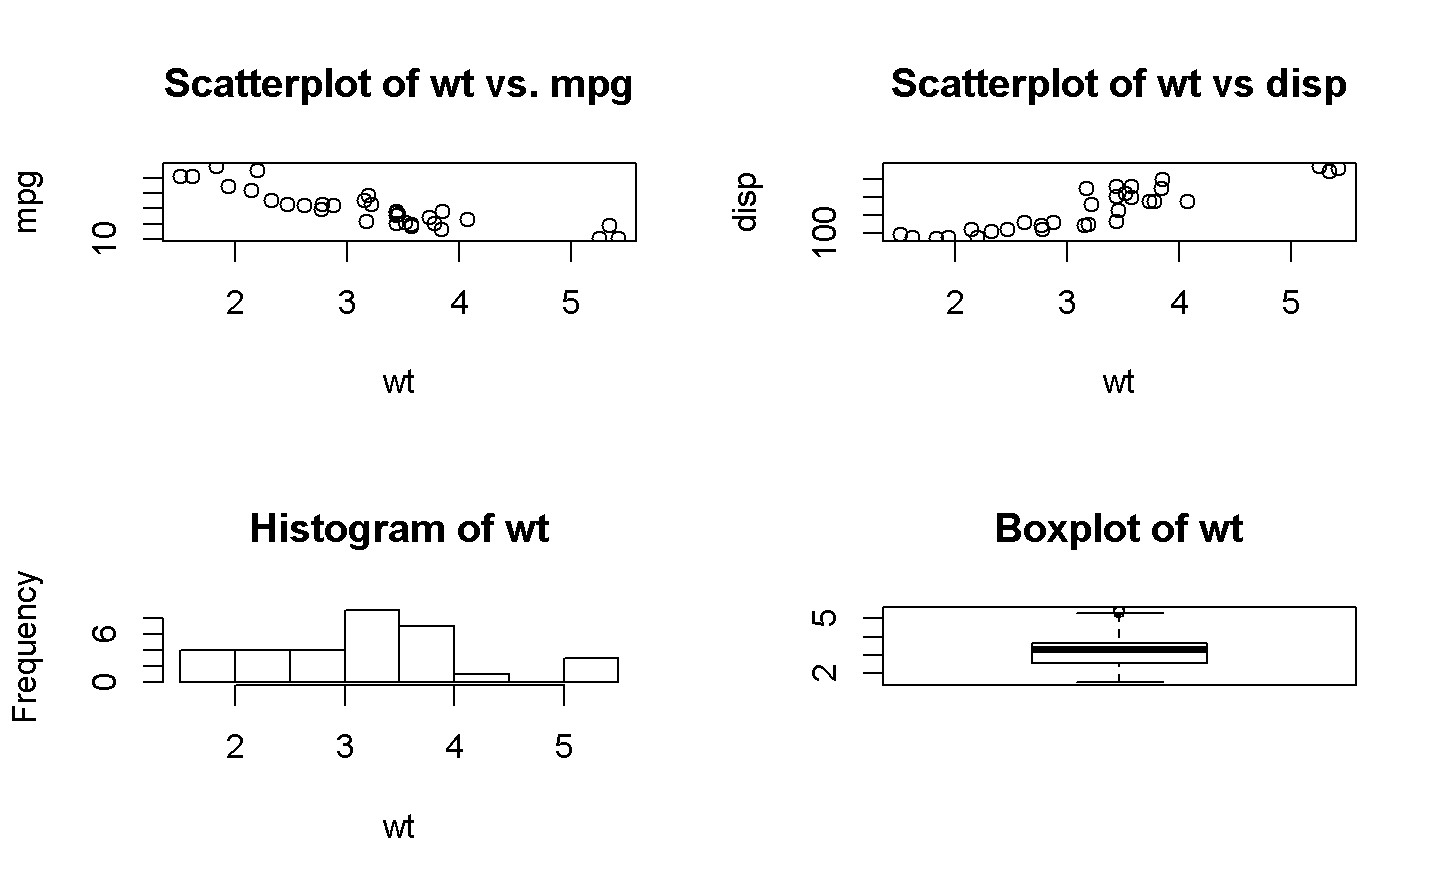 Scatterplot of wt vs. mpg
mpg
10
2 3 4 5
wt
Scatterplot of wt vs disp
disp
100
2 3 4 5
wt
Histogram of wt
Frequency
6
0
2 3 4 5
wt
Boxplot of wt
5
2